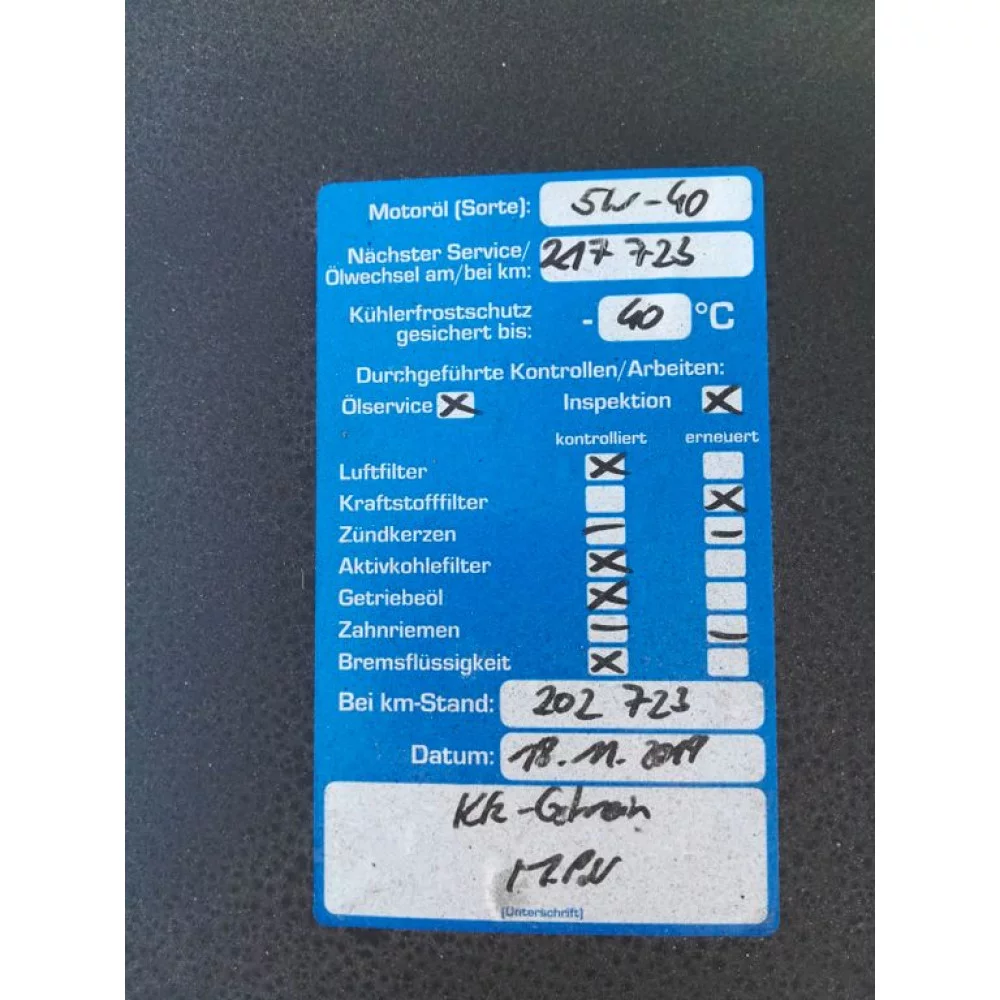 Motoröl (Sorte): 5W-40
Nächster Service/
Ölwechsel am/bei km: 217 723
Kühlerfrostschutz
gesichert bis: - 40 °C
Durchgeführte Kontrollen/Arbeiten:
Ölservice X Inspektion X
kontrolliert erneuert
Luftfilter X
Kraftstofffilter X
Zündkerzen - -
Aktivkohlefilter X
Getriebeöl X
Zahnriemen - -
Bremsflüssigkeit X
Bei km-Stand: 202 723
Datum: 18.11.2019
(Unterschrift)